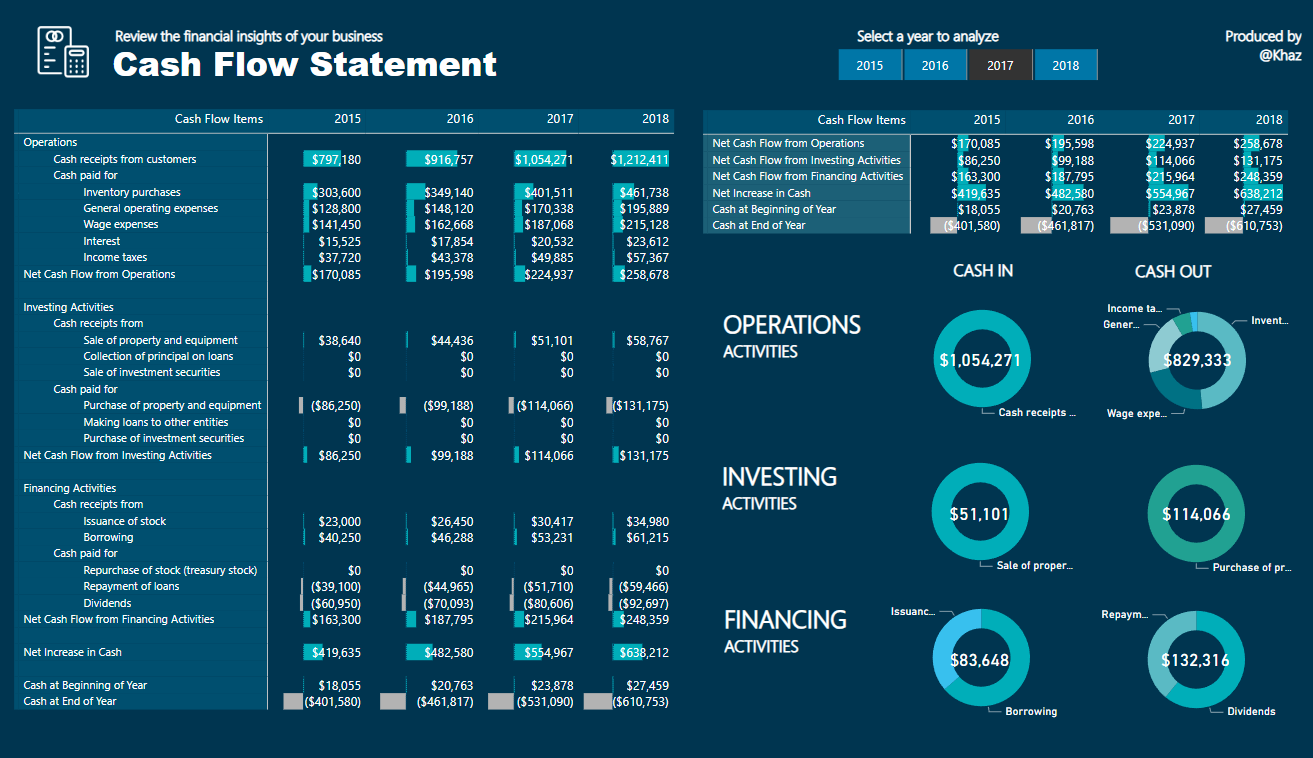 Review the financial insights of your business
Cash Flow Statement
Select a year to analyze
2015 2016 2017 2018
Produced by
@Khaz
Cash Flow Items 2015 2016 2017 2018
Operations
Cash receipts from customers $797,180 $916,757 $1,054,271 $1,212,411
Cash paid for
Inventory purchases $303,600 $349,140 $401,511 $461,738
General operating expenses $128,800 $148,120 $170,338 $195,889
Wage expenses $141,450 $162,668 $187,068 $215,128
Interest $15,525 $17,854 $20,532 $23,612
Income taxes $37,720 $43,378 $49,885 $57,367
Net Cash Flow from Operations $170,085 $195,598 $224,937 $258,678
Investing Activities
Cash receipts from
Sale of property and equipment $38,640 $44,436 $51,101 $58,767
Collection of principal on loans $0 $0 $0 $0
Sale of investment securities $0 $0 $0 $0
Cash paid for
Purchase of property and equipment ($86,250) ($99,188) ($114,066) ($131,175)
Making loans to other entities $0 $0 $0 $0
Purchase of investment securities $0 $0 $0 $0
Net Cash Flow from Investing Activities $86,250 $99,188 $114,066 $131,175
Financing Activities
Cash receipts from
Issuance of stock $23,000 $26,450 $30,417 $34,980
Borrowing $40,250 $46,288 $53,231 $61,215
Cash paid for
Repurchase of stock (treasury stock) $0 $0 $0 $0
Repayment of loans ($39,100) ($44,965) ($51,710) ($59,466)
Dividends ($60,950) ($70,093) ($80,606) ($92,697)
Net Cash Flow from Financing Activities $163,300 $187,795 $215,964 $248,359
Net Increase in Cash $419,635 $482,580 $554,967 $638,212
Cash at Beginning of Year $18,055 $20,763 $23,878 $27,459
Cash at End of Year ($401,580) ($461,817) ($531,090) ($610,753)
Cash Flow Items 2015 2016 2017 2018
Net Cash Flow from Operations $170,085 $195,598 $224,937 $258,678
Net Cash Flow from Investing Activities $86,250 $99,188 $114,066 $131,175
Net Cash Flow from Financing Activities $163,300 $187,795 $215,964 $248,359
Net Increase in Cash $419,635 $482,580 $554,967 $638,212
Cash at Beginning of Year $18,055 $20,763 $23,878 $27,459
Cash at End of Year ($401,580) ($461,817) ($531,090) ($610,753)
CASH IN CASH OUT
OPERATIONS
ACTIVITIES
$1,054,271
Cash receipts ...
Income ta...
Gener...
Invent...
$829,333
Wage expe...
INVESTING
ACTIVITIES
$51,101
Sale of proper...
$114,066
Purchase of pr...
FINANCING
ACTIVITIES
Issuanc...
$83,648
Borrowing
Repaym...
$132,316
Dividends